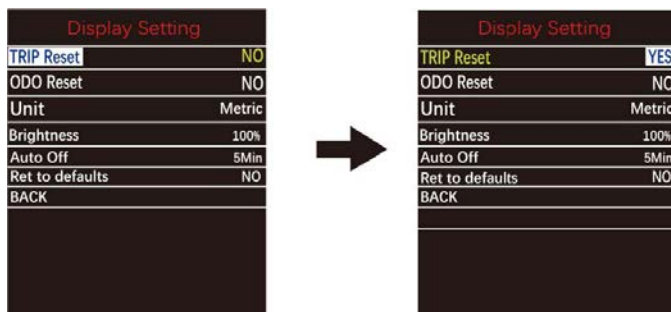 Display Setting
TRIP Reset NO
ODO Reset NO
Unit Metric
Brightness 100%
Auto Off 5Min
Ret to defaults NO
BACK
Display Setting
TRIP Reset YES
ODO Reset NO
Unit Metric
Brightness 100%
Auto Off 5Min
Ret to defaults NO
BACK